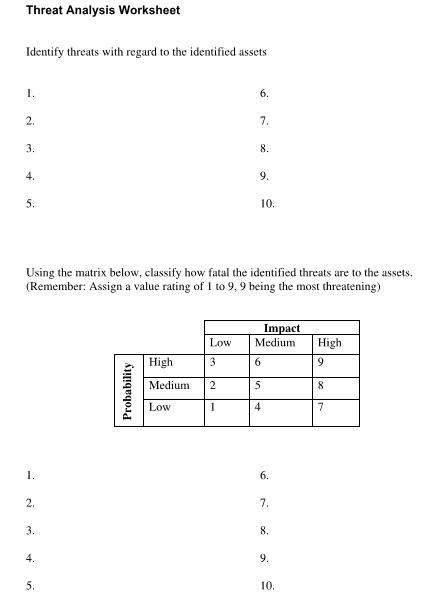 Threat Analysis Worksheet
Identify threats with regard to the identified assets
1. 6.
2. 7.
3. 8.
4. 9.
5. 10.
Using the matrix below, classify how fatal the identified threats are to the assets.
(Remember: Assign a value rating of 1 to 9, 9 being the most threatening)
Impact
Low Medium High
Probability
High 3 6 9
Medium 2 5 8
Low 1 4 7
1. 6.
2. 7.
3. 8.
4. 9.
5. 10.